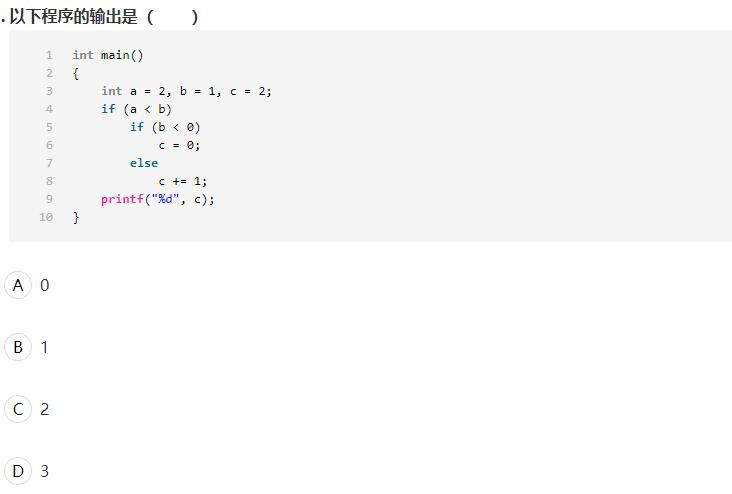 .以下程序的输出是（　　）
1 int main()
2 {
3     int a = 2, b = 1, c = 2;
4     if (a < b)
5         if (b < 0)
6             c = 0;
7         else
8             c += 1;
9     printf("%d", c);
10 }
A 0
B 1
C 2
D 3